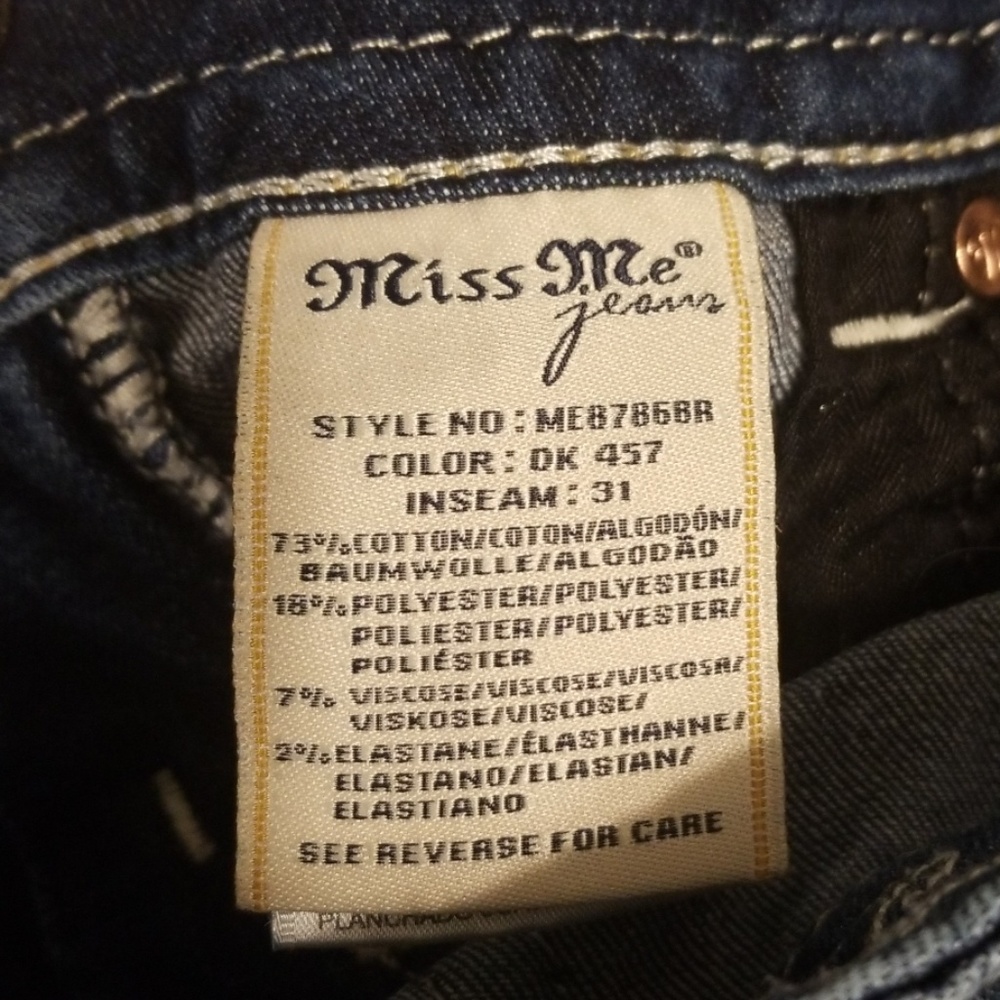 Miss Me®
jeans
STYLE NO : ME8786BR
COLOR : DK 457
INSEAM : 31
73% COTTON/COTON/ALGODÓN/
BAUMWOLLE/ALGODÃO
18% POLYESTER/POLYESTER/
POLIESTER/POLYESTER/
POLIÉSTER
7% VISCOSE/VISCOSE/VISCOSA/
VISKOSE/VISCOSE/
2% ELASTANE/ÉLASTHANNE/
ELASTANO/ELASTAN/
ELASTIANO
SEE REVERSE FOR CARE
PLANCHADO